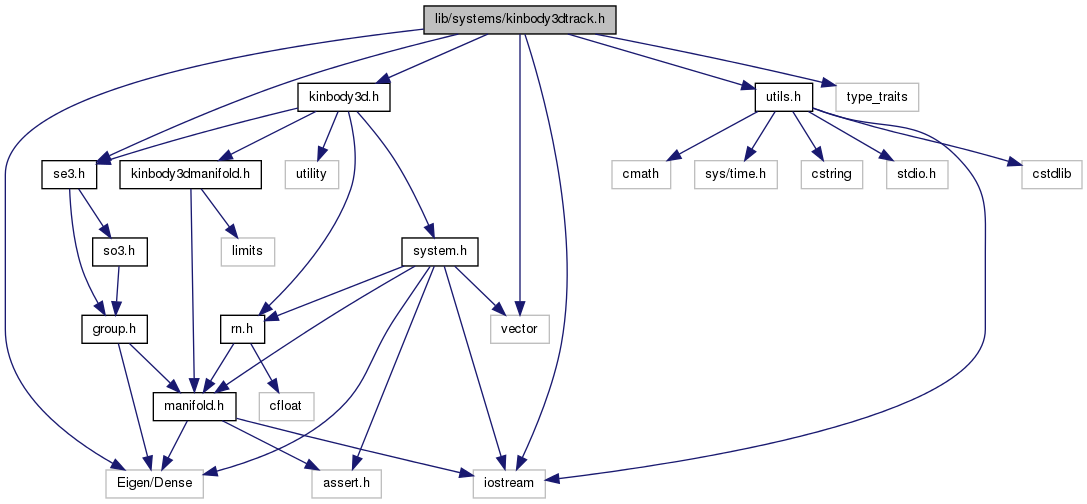 lib/systems/kinbody3dtrack.h
kinbody3d.h
utils.h
type_traits
se3.h
kinbody3dmanifold.h
utility
cmath
sys/time.h
cstring
stdio.h
cstdlib
so3.h
limits
system.h
group.h
rn.h
vector
manifold.h
cfloat
Eigen/Dense
assert.h
iostream